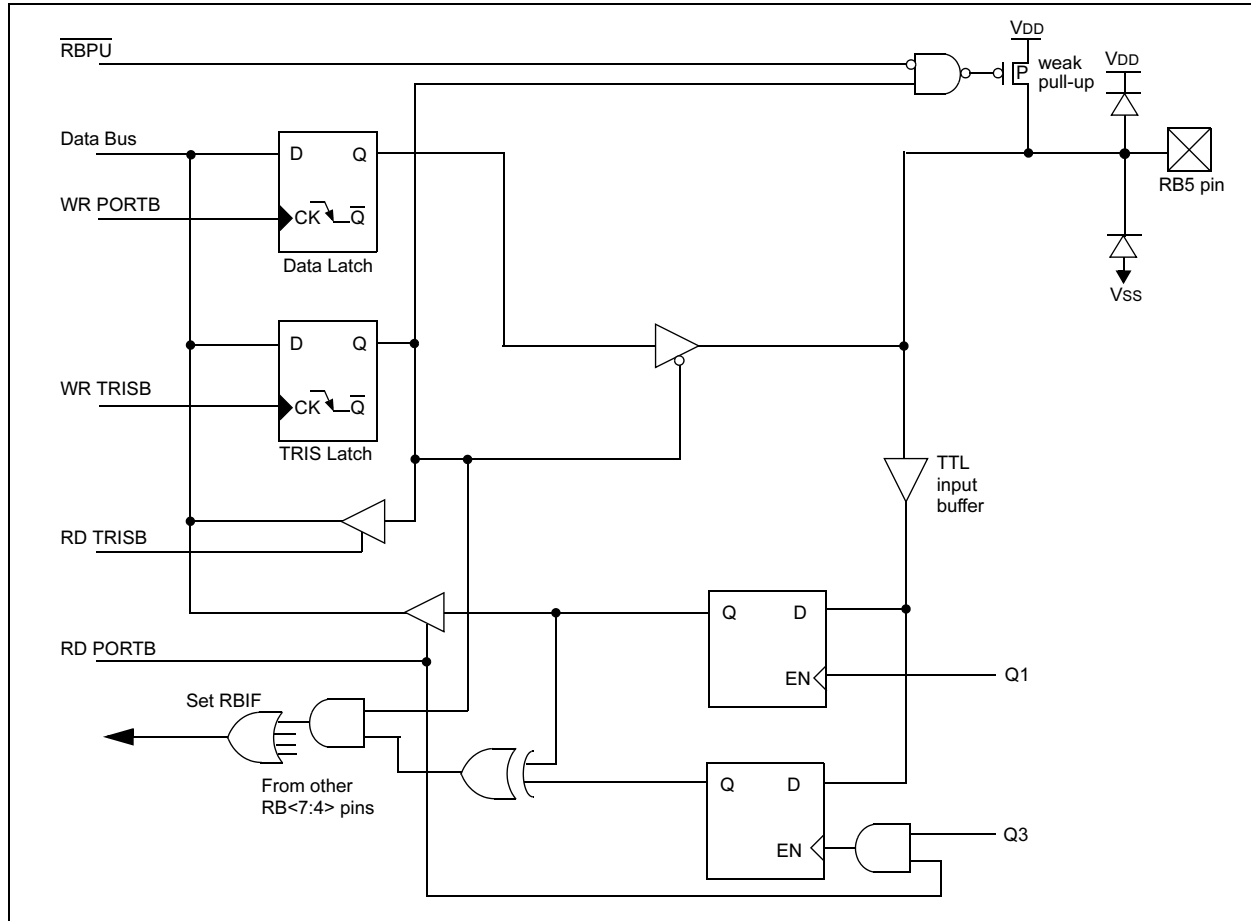 RBPU
VDD
P
weak
pull-up
VDD
Data Bus
D
Q
RB5 pin
WR PORTB
CK
Q
Data Latch
VSS
D
Q
WR TRISB
CK
Q
TRIS Latch
TTL
input
buffer
RD TRISB
Q
D
RD PORTB
EN
Q1
Set RBIF
Q
D
From other
RB<7:4> pins
Q3
EN